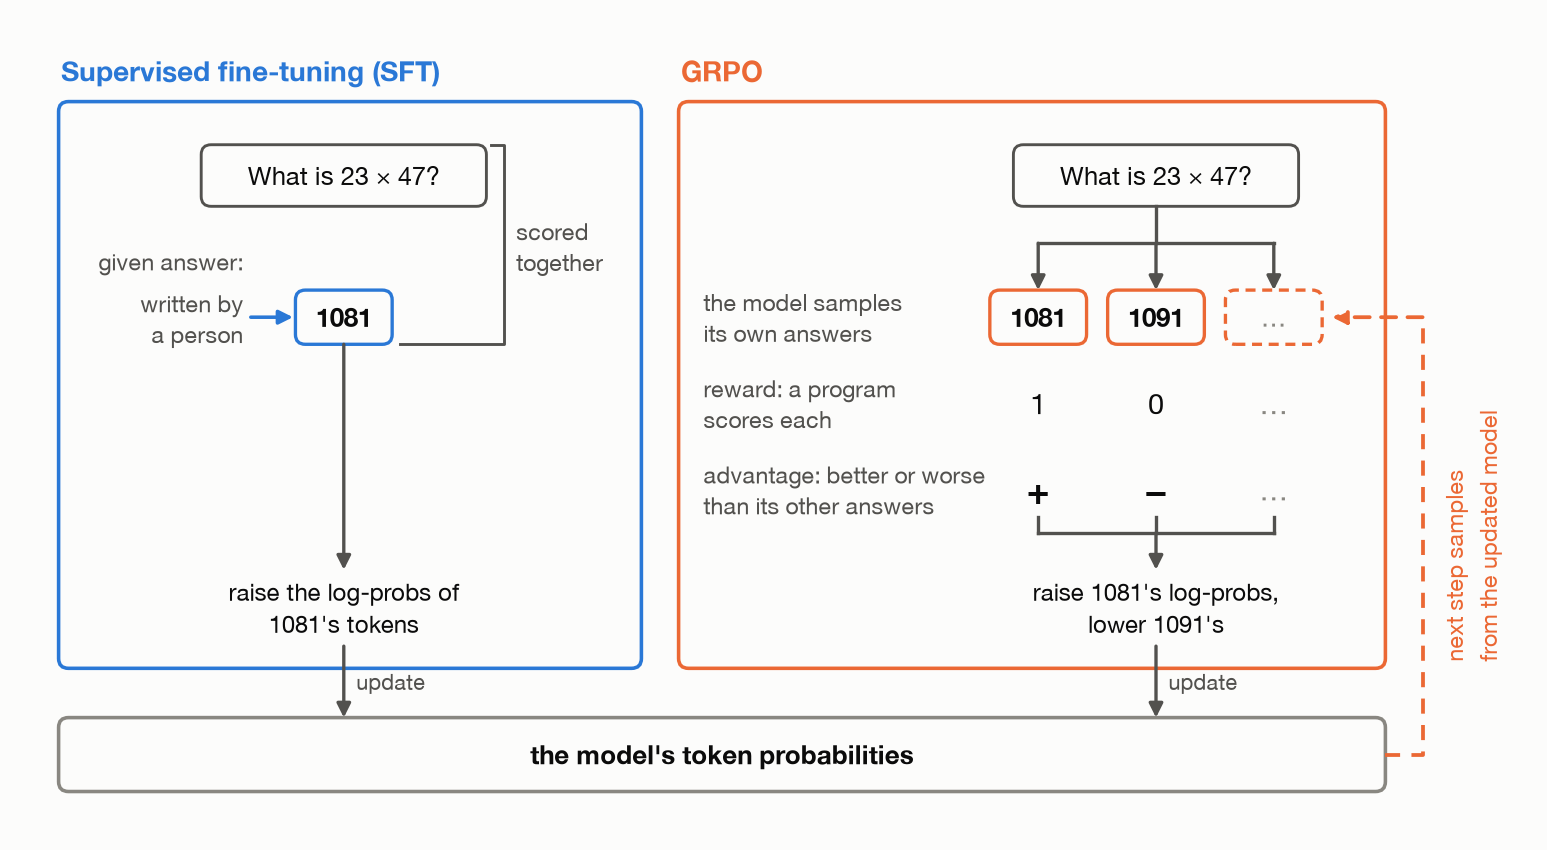 Supervised fine-tuning (SFT)
What is 23 × 47?
scored
together
given answer:
written by
a person
1081
raise the log-probs of
1081's tokens
update
GRPO
What is 23 × 47?
the model samples
its own answers
1081
1091
...
reward: a program
scores each
1
0
...
advantage: better or worse
than its other answers
+
−
...
raise 1081's log-probs,
lower 1091's
update
next step samples
from the updated model
the model's token probabilities